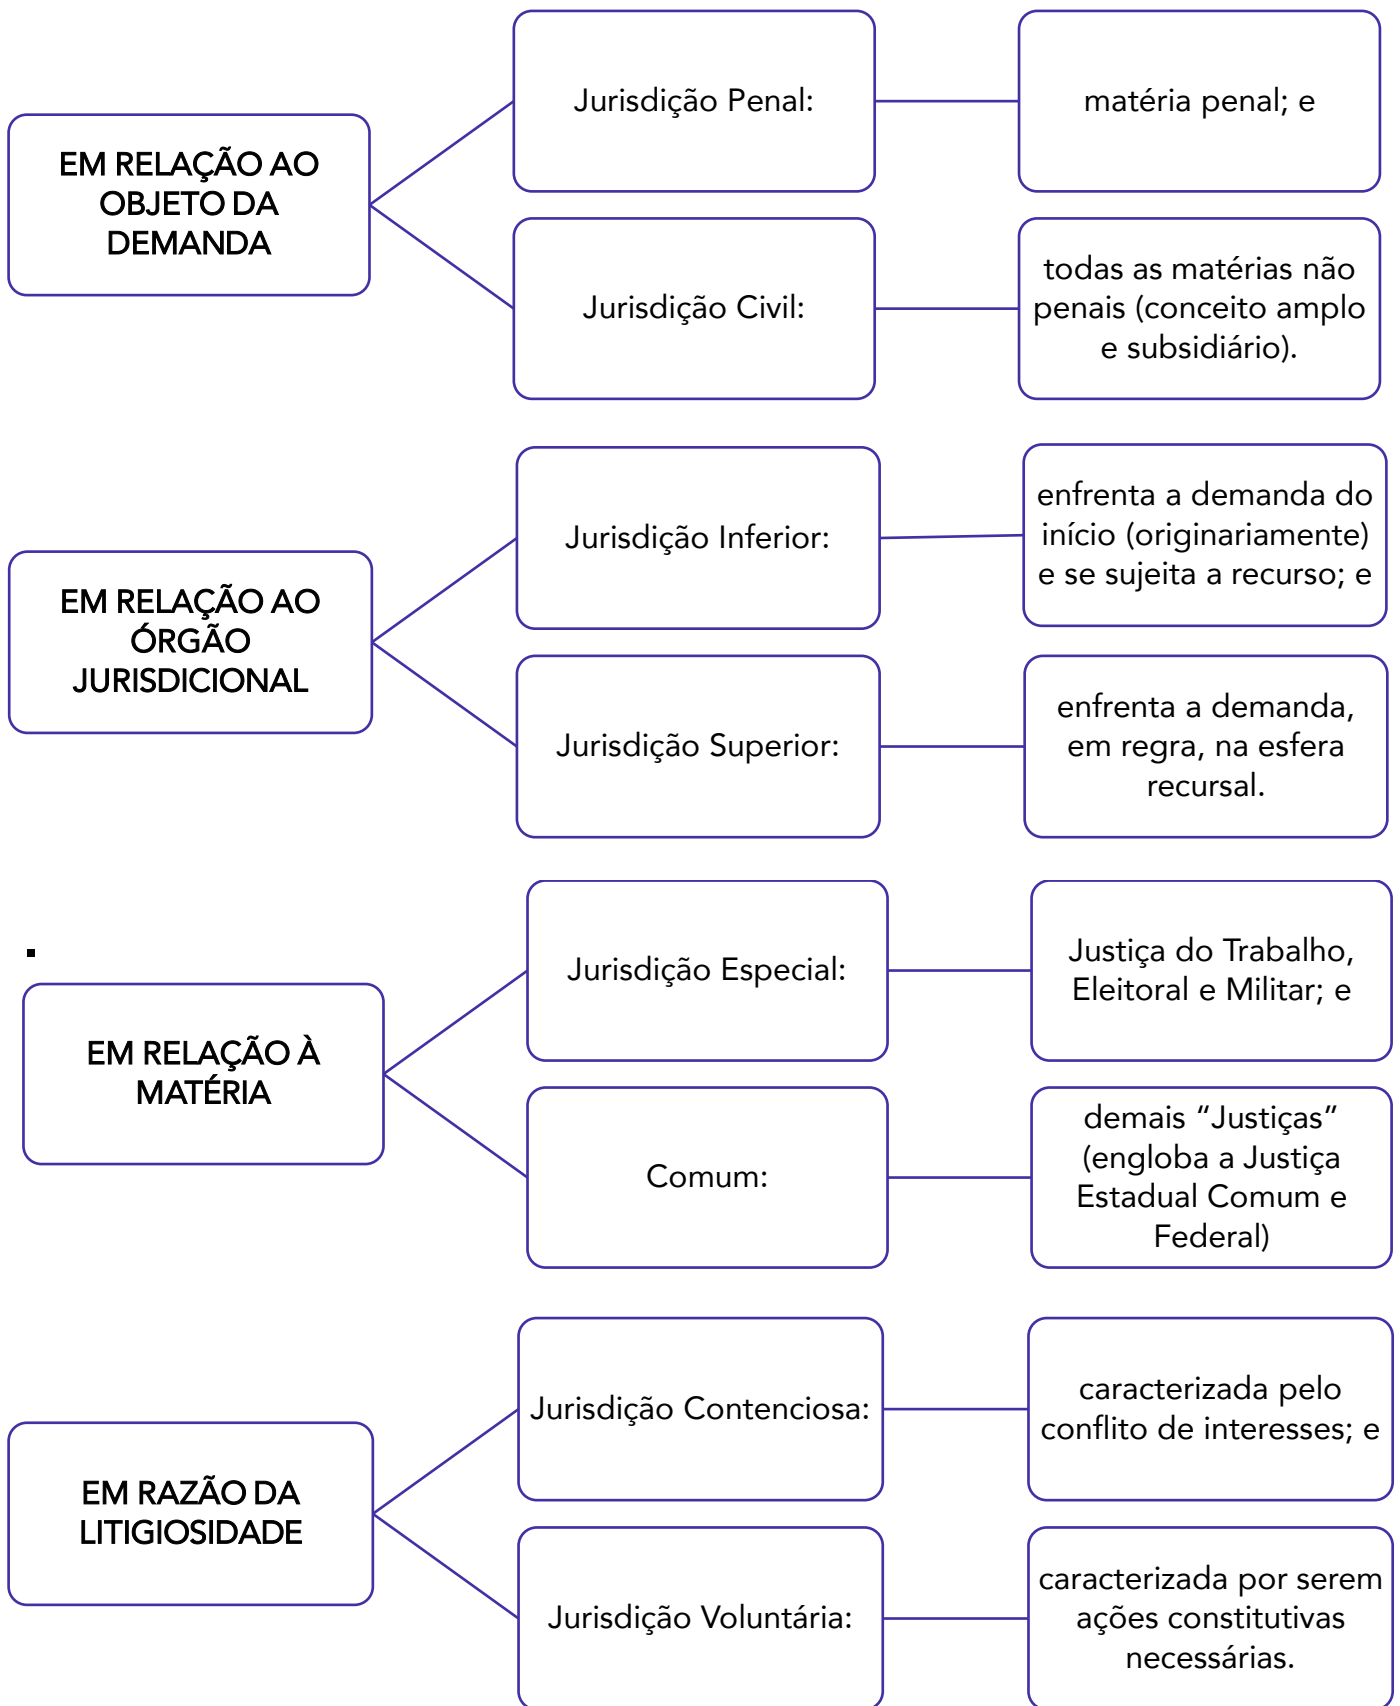 EM RELAÇÃO AO
OBJETO DA
DEMANDA
Jurisdição Penal:
matéria penal; e
Jurisdição Civil:
todas as matérias não
penais (conceito amplo
e subsidiário).
EM RELAÇÃO AO
ÓRGÃO
JURISDICIONAL
Jurisdição Inferior:
enfrenta a demanda do
início (originariamente)
e se sujeita a recurso; e
Jurisdição Superior:
enfrenta a demanda,
em regra, na esfera
recursal.
▪
EM RELAÇÃO À
MATÉRIA
Jurisdição Especial:
Justiça do Trabalho,
Eleitoral e Militar; e
Comum:
demais “Justiças”
(engloba a Justiça
Estadual Comum e
Federal)
EM RAZÃO DA
LITIGIOSIDADE
Jurisdição Contenciosa:
caracterizada pelo
conflito de interesses; e
Jurisdição Voluntária:
caracterizada por serem
ações constitutivas
necessárias.